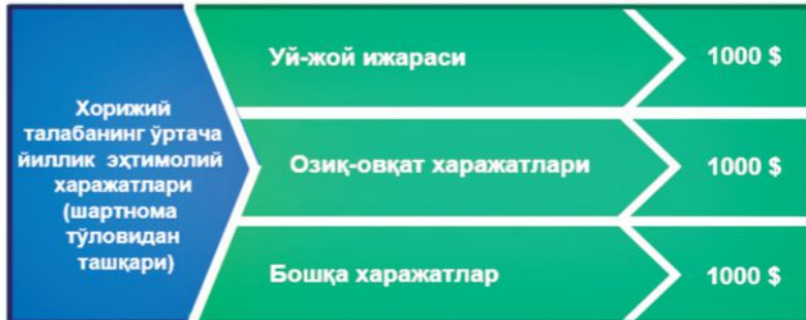 Хорижий
талабанинг ўртача
йиллик эҳтимолий
харажатлари
(шартнома
тўловидан
ташқари)
Уй-жой ижараси
1000 $
Озиқ-овқат харажатлари
1000 $
Бошқа харажатлар
1000 $